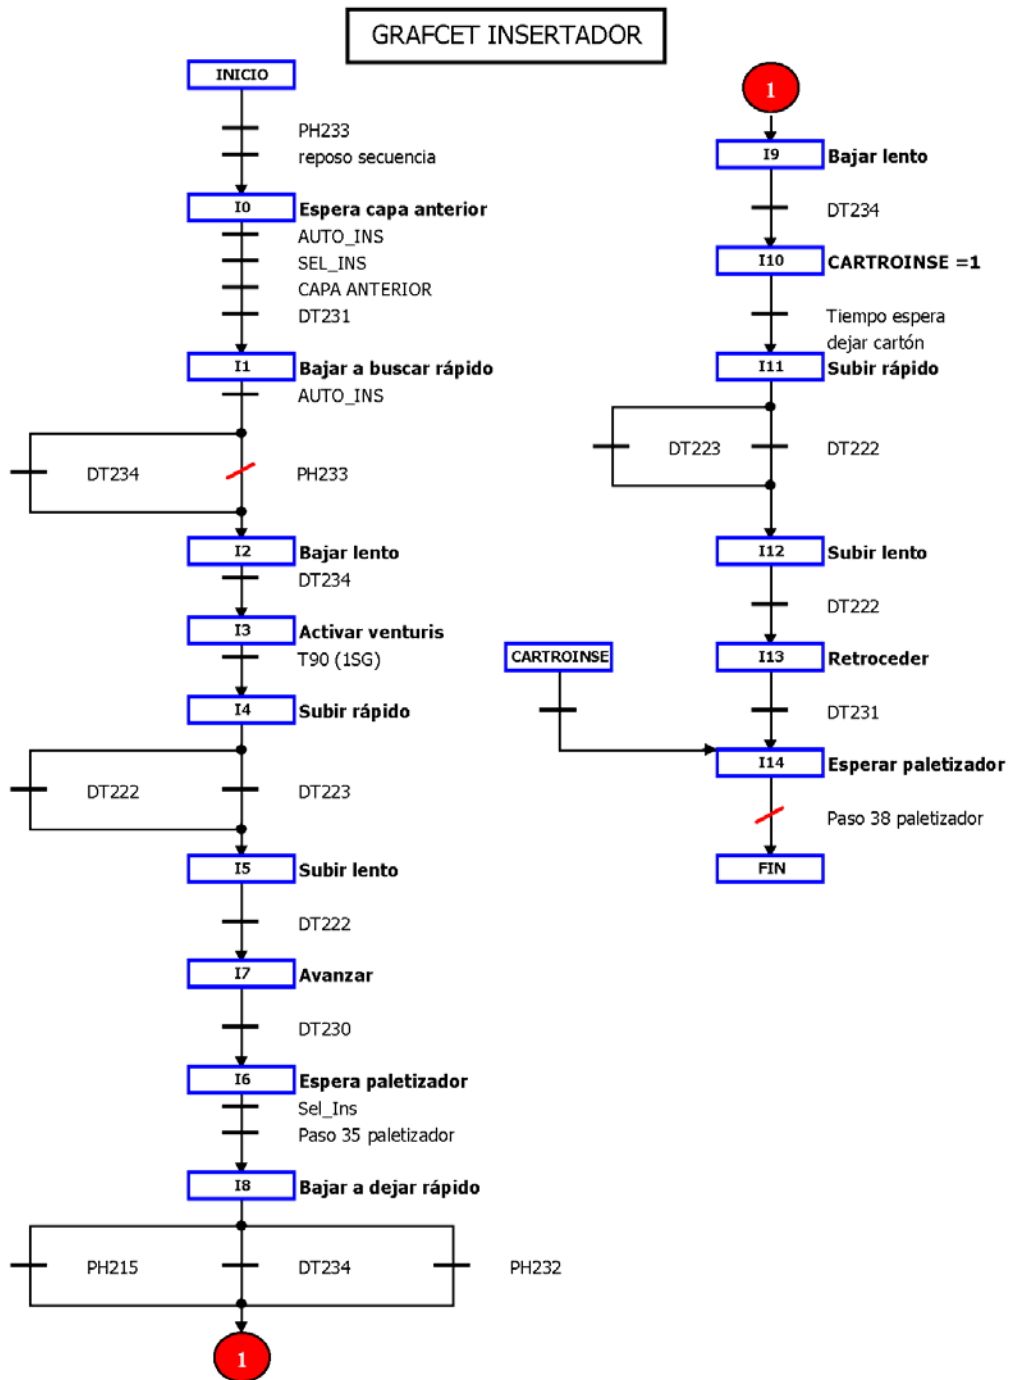 GRAFCET INSERTADOR
INICIO
PH233
reposo secuencia
I0 Espera capa anterior
AUTO_INS
SEL_INS
CAPA ANTERIOR
DT231
I1 Bajar a buscar rápido
AUTO_INS
DT234 PH233
I2 Bajar lento
DT234
I3 Activar venturis
T90 (1SG)
I4 Subir rápido
DT222 DT223
I5 Subir lento
DT222
I7 Avanzar
DT230
I6 Espera paletizador
Sel_Ins
Paso 35 paletizador
I8 Bajar a dejar rápido
PH215 DT234 PH232
1
1
I9 Bajar lento
DT234
I10 CARTROINSE =1
Tiempo espera
dejar cartón
I11 Subir rápido
DT223 DT222
I12 Subir lento
DT222
CARTROINSE
I13 Retroceder
DT231
I14 Esperar paletizador
Paso 38 paletizador
FIN